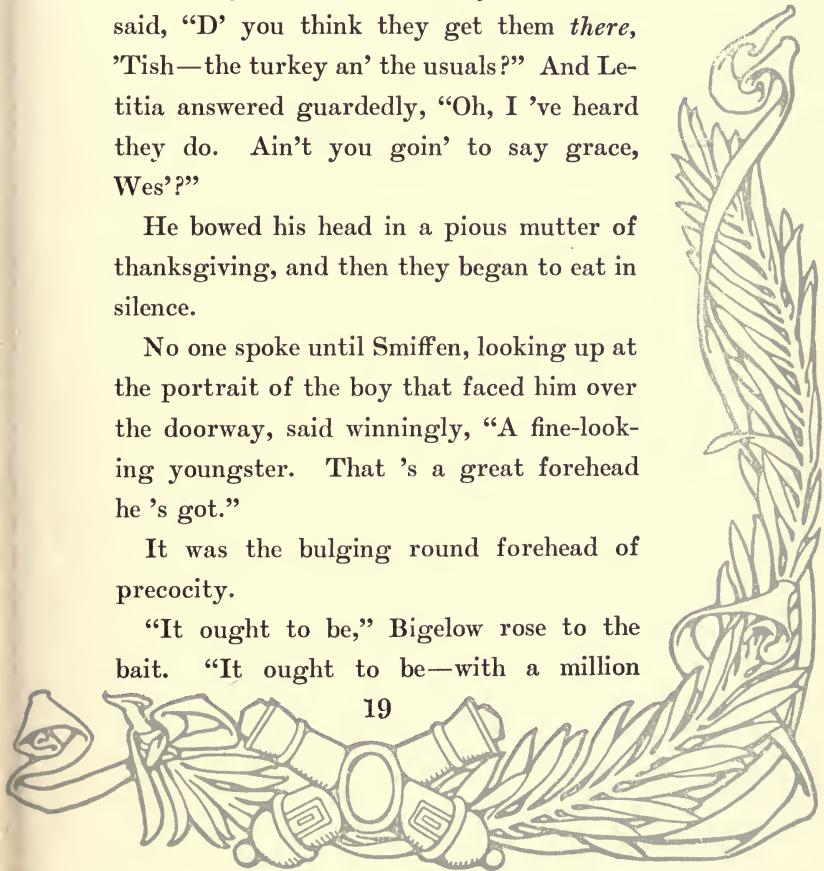 said, “D’ you think they get them there,
’Tish—the turkey an’ the usuals?” And Le-
titia answered guardedly, “Oh, I ’ve heard
they do. Ain’t you goin’ to say grace,
Wes’?”
He bowed his head in a pious mutter of
thanksgiving, and then they began to eat in
silence.
No one spoke until Smiffen, looking up at
the portrait of the boy that faced him over
the doorway, said winningly, “A fine-look-
ing youngster. That ’s a great forehead
he ’s got.”
It was the bulging round forehead of
precocity.
“It ought to be,” Bigelow rose to the
bait. “It ought to be—with a million
19